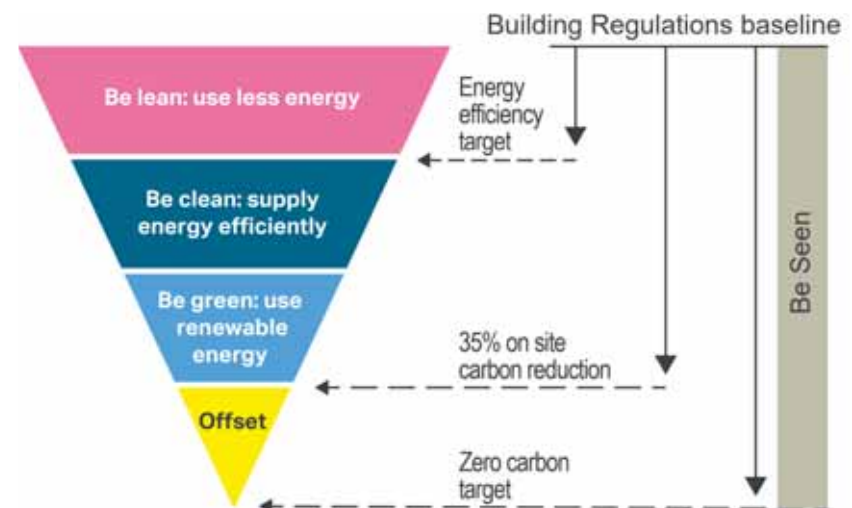 Building Regulations baseline
Be lean: use less energy
Energy
efficiency
target
Be clean: supply
energy efficiently
Be Seen
Be green: use
renewable
energy
35% on site
carbon reduction
Offset
Zero carbon
target